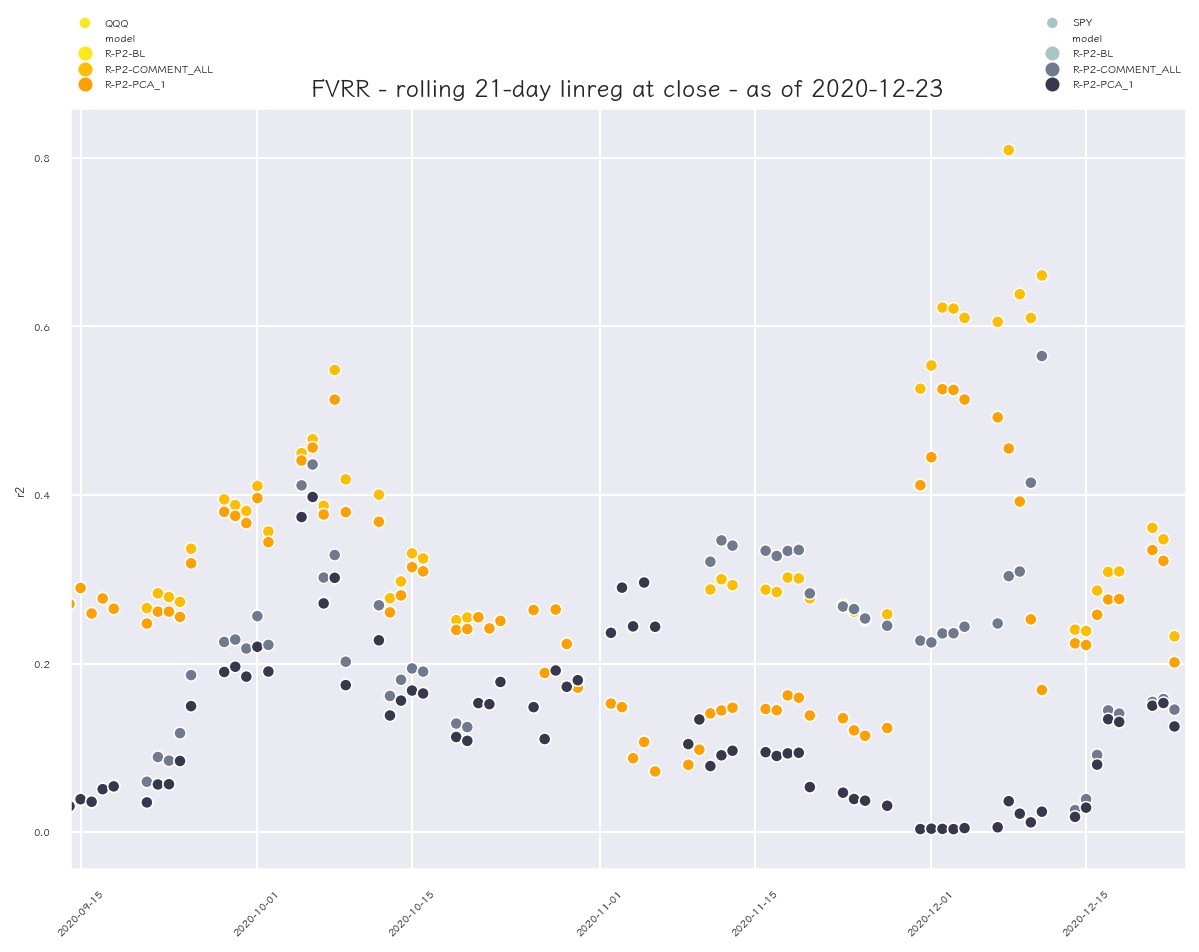 QQQ
model
R-P2-BL
R-P2-COMMENT_ALL
R-P2-PCA_1
SPY
model
R-P2-BL
R-P2-COMMENT_ALL
R-P2-PCA_1
FVRR - rolling 21-day linreg at close - as of 2020-12-23
r2
0.8
0.6
0.4
0.2
0.0
2020-09-15
2020-10-01
2020-10-15
2020-11-01
2020-11-15
2020-12-01
2020-12-15